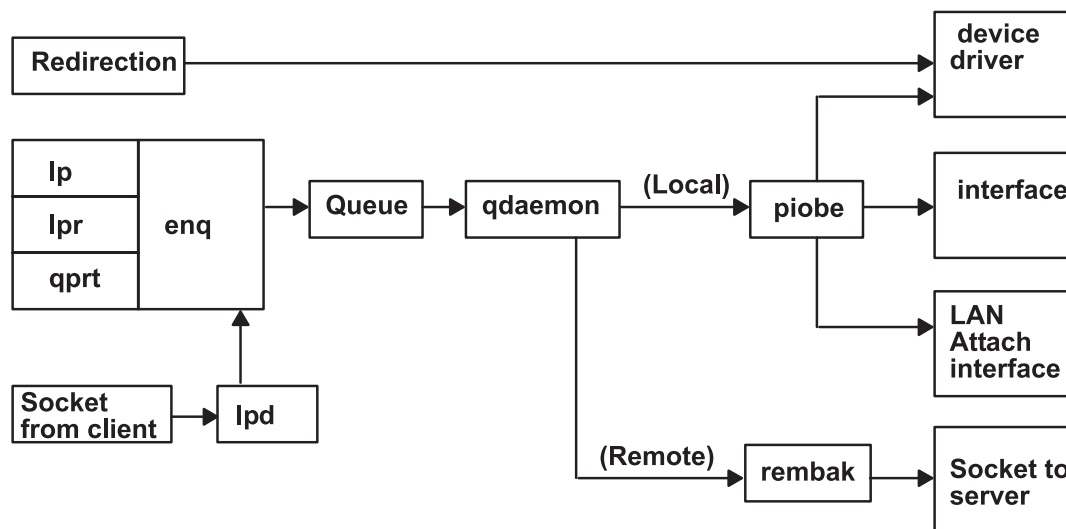 Redirection
device
driver
lp
lpr
qprt
enq
Queue
qdaemon
(Local)
piobe
interface
LAN
Attach
interface
Socket
from client
lpd
(Remote)
rembak
Socket to
server